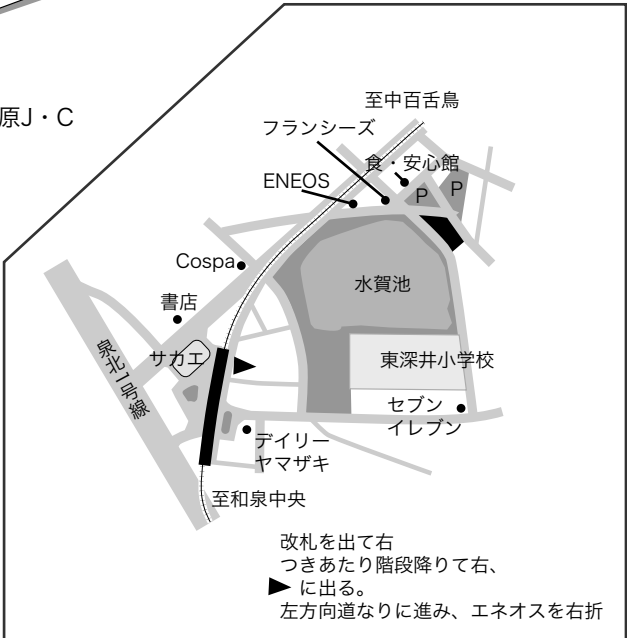 原J・C
至中百舌鳥
フランシーズ
食・安心館
ENEOS
P
P
Cospa
水賀池
書店
サカエ
東深井小学校
泉北1号線
セブン
イレブン
デイリー
ヤマザキ
至和泉中央
改札を出て右
つきあたり階段降りて右、
▶ に出る。
左方向道なりに進み、エネオスを右折